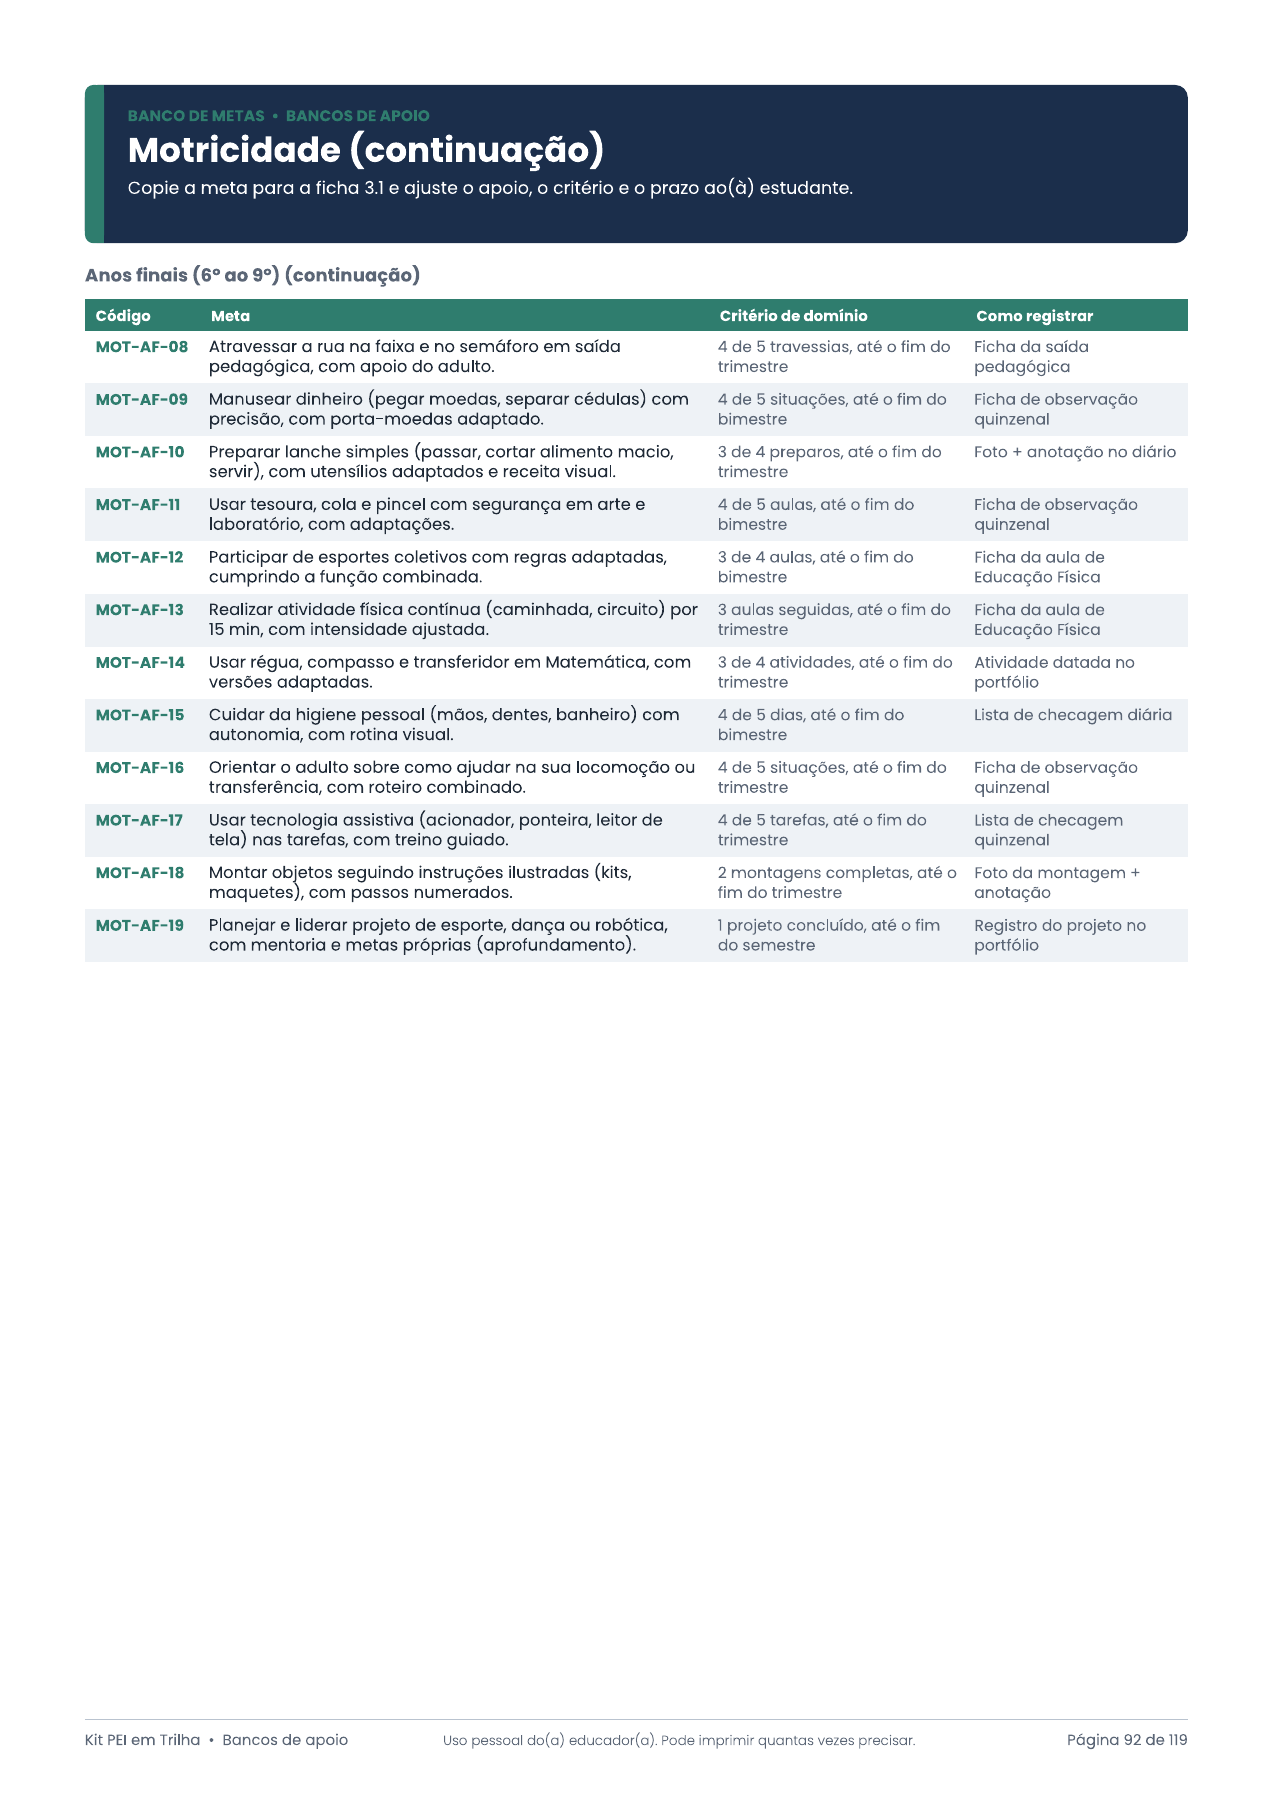 BANCO DE METAS • BANCOS DE APOIO
Motricidade (continuação)
Copie a meta para a ficha 3.1 e ajuste o apoio, o critério e o prazo ao(à) estudante.
Anos finais (6º ao 9º) (continuação)
Código Meta Critério de domínio Como registrar
MOT-AF-08 Atravessar a rua na faixa e no semáforo em saída 4 de 5 travessias, até o fim do Ficha da saída
pedagógica, com apoio do adulto. trimestre pedagógica
MOT-AF-09 Manusear dinheiro (pegar moedas, separar cédulas) com 4 de 5 situações, até o fim do Ficha de observação
precisão, com porta-moedas adaptado. bimestre quinzenal
MOT-AF-10 Preparar lanche simples (passar, cortar alimento macio, 3 de 4 preparos, até o fim do Foto + anotação no diário
servir), com utensílios adaptados e receita visual. trimestre
MOT-AF-11 Usar tesoura, cola e pincel com segurança em arte e 4 de 5 aulas, até o fim do Ficha de observação
laboratório, com adaptações. bimestre quinzenal
MOT-AF-12 Participar de esportes coletivos com regras adaptadas, 3 de 4 aulas, até o fim do Ficha da aula de
cumprindo a função combinada. bimestre Educação Física
MOT-AF-13 Realizar atividade física contínua (caminhada, circuito) por 3 aulas seguidas, até o fim do Ficha da aula de
15 min, com intensidade ajustada. trimestre Educação Física
MOT-AF-14 Usar régua, compasso e transferidor em Matemática, com 3 de 4 atividades, até o fim do Atividade datada no
versões adaptadas. trimestre portfólio
MOT-AF-15 Cuidar da higiene pessoal (mãos, dentes, banheiro) com 4 de 5 dias, até o fim do Lista de checagem diária
autonomia, com rotina visual. bimestre
MOT-AF-16 Orientar o adulto sobre como ajudar na sua locomoção ou 4 de 5 situações, até o fim do Ficha de observação
transferência, com roteiro combinado. trimestre quinzenal
MOT-AF-17 Usar tecnologia assistiva (acionador, ponteira, leitor de 4 de 5 tarefas, até o fim do Lista de checagem
tela) nas tarefas, com treino guiado. trimestre quinzenal
MOT-AF-18 Montar objetos seguindo instruções ilustradas (kits, 2 montagens completas, até o Foto da montagem +
maquetes), com passos numerados. fim do trimestre anotação
MOT-AF-19 Planejar e liderar projeto de esporte, dança ou robótica, 1 projeto concluído, até o fim Registro do projeto no
com mentoria e metas próprias (aprofundamento). do semestre portfólio
Kit PEI em Trilha • Bancos de apoio Uso pessoal do(a) educador(a). Pode imprimir quantas vezes precisar. Página 92 de 119